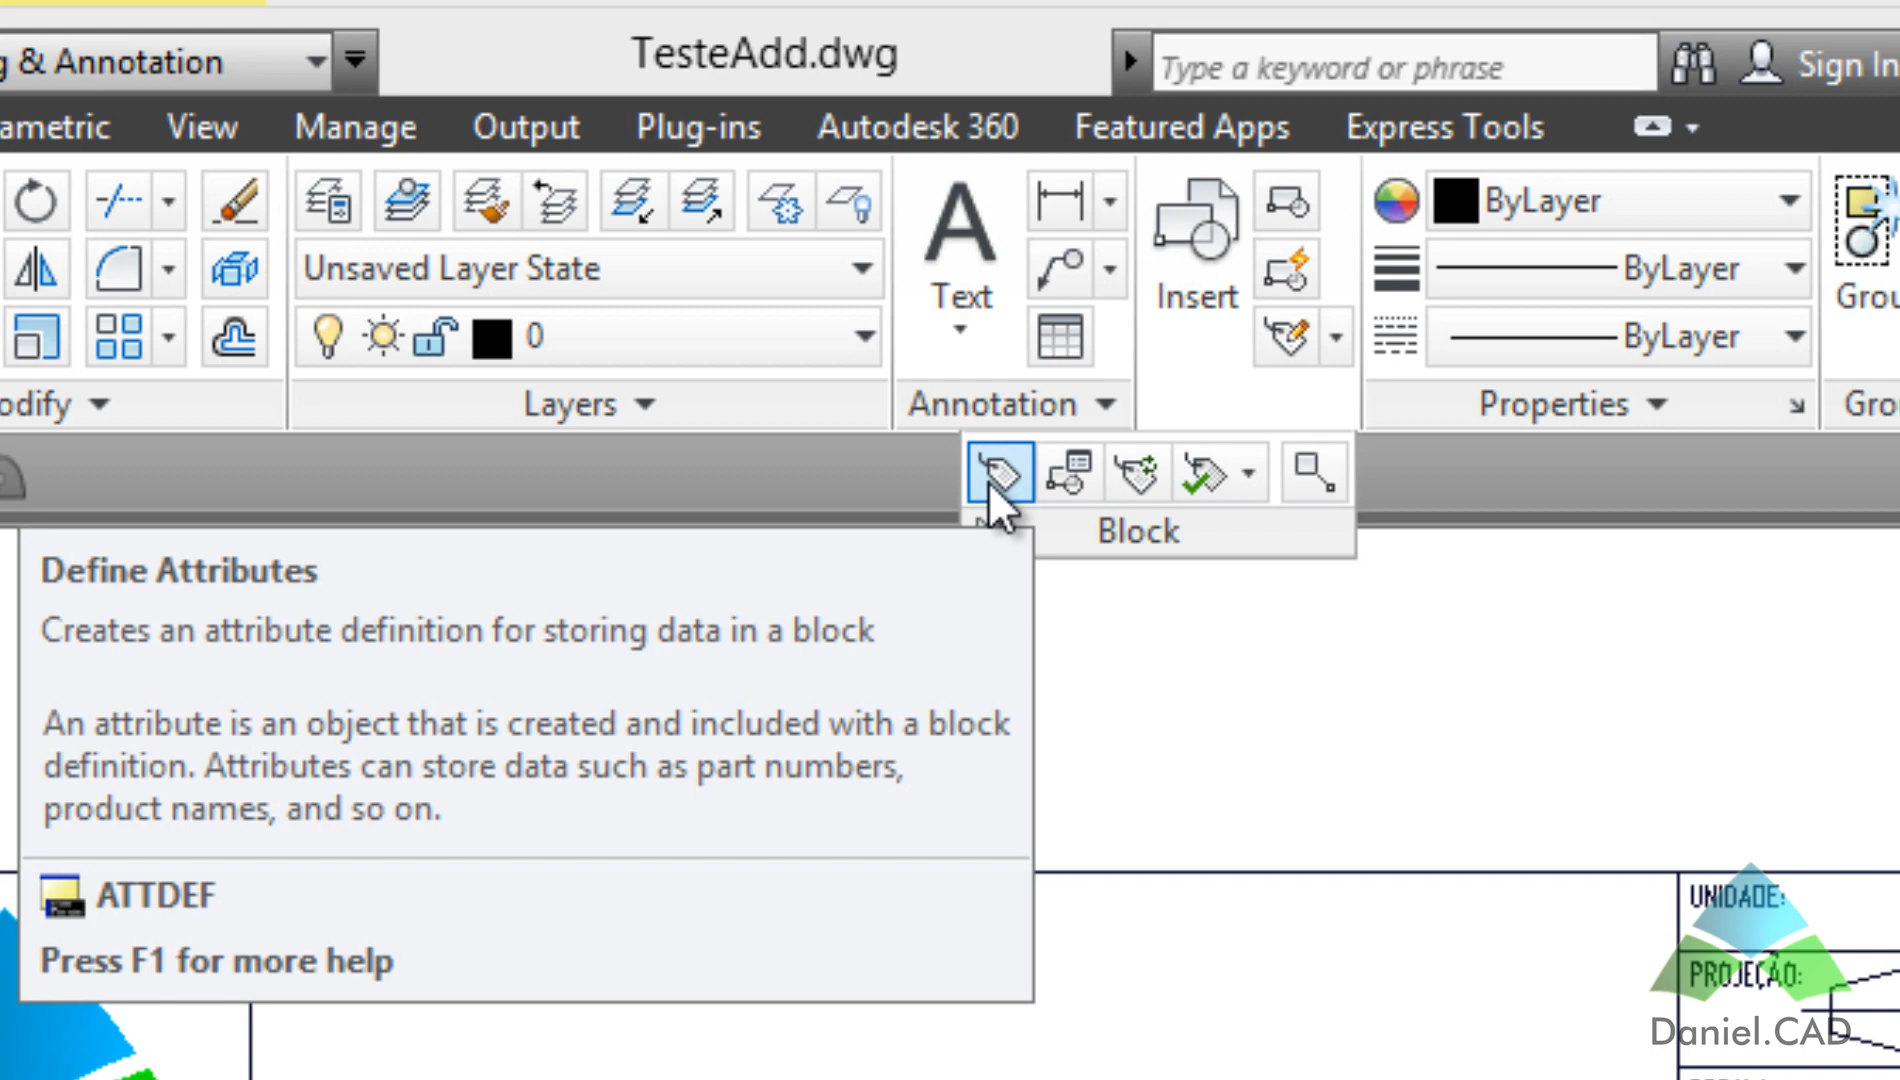 & Annotation
TesteAdd.dwg
Type a keyword or phrase
Sign In
ametric
View
Manage
Output
Plug-ins
Autodesk 360
Featured Apps
Express Tools
ByLayer
Unsaved Layer State
ByLayer
Text
Insert
0
ByLayer
Grou
odify
Layers
Annotation
Properties
Gro
Block
Define Attributes
Creates an attribute definition for storing data in a block
An attribute is an object that is created and included with a block
definition. Attributes can store data such as part numbers,
product names, and so on.
ATTDEF
Press F1 for more help
UNIDADE:
PROJEÇÃO:
Daniel.CAD